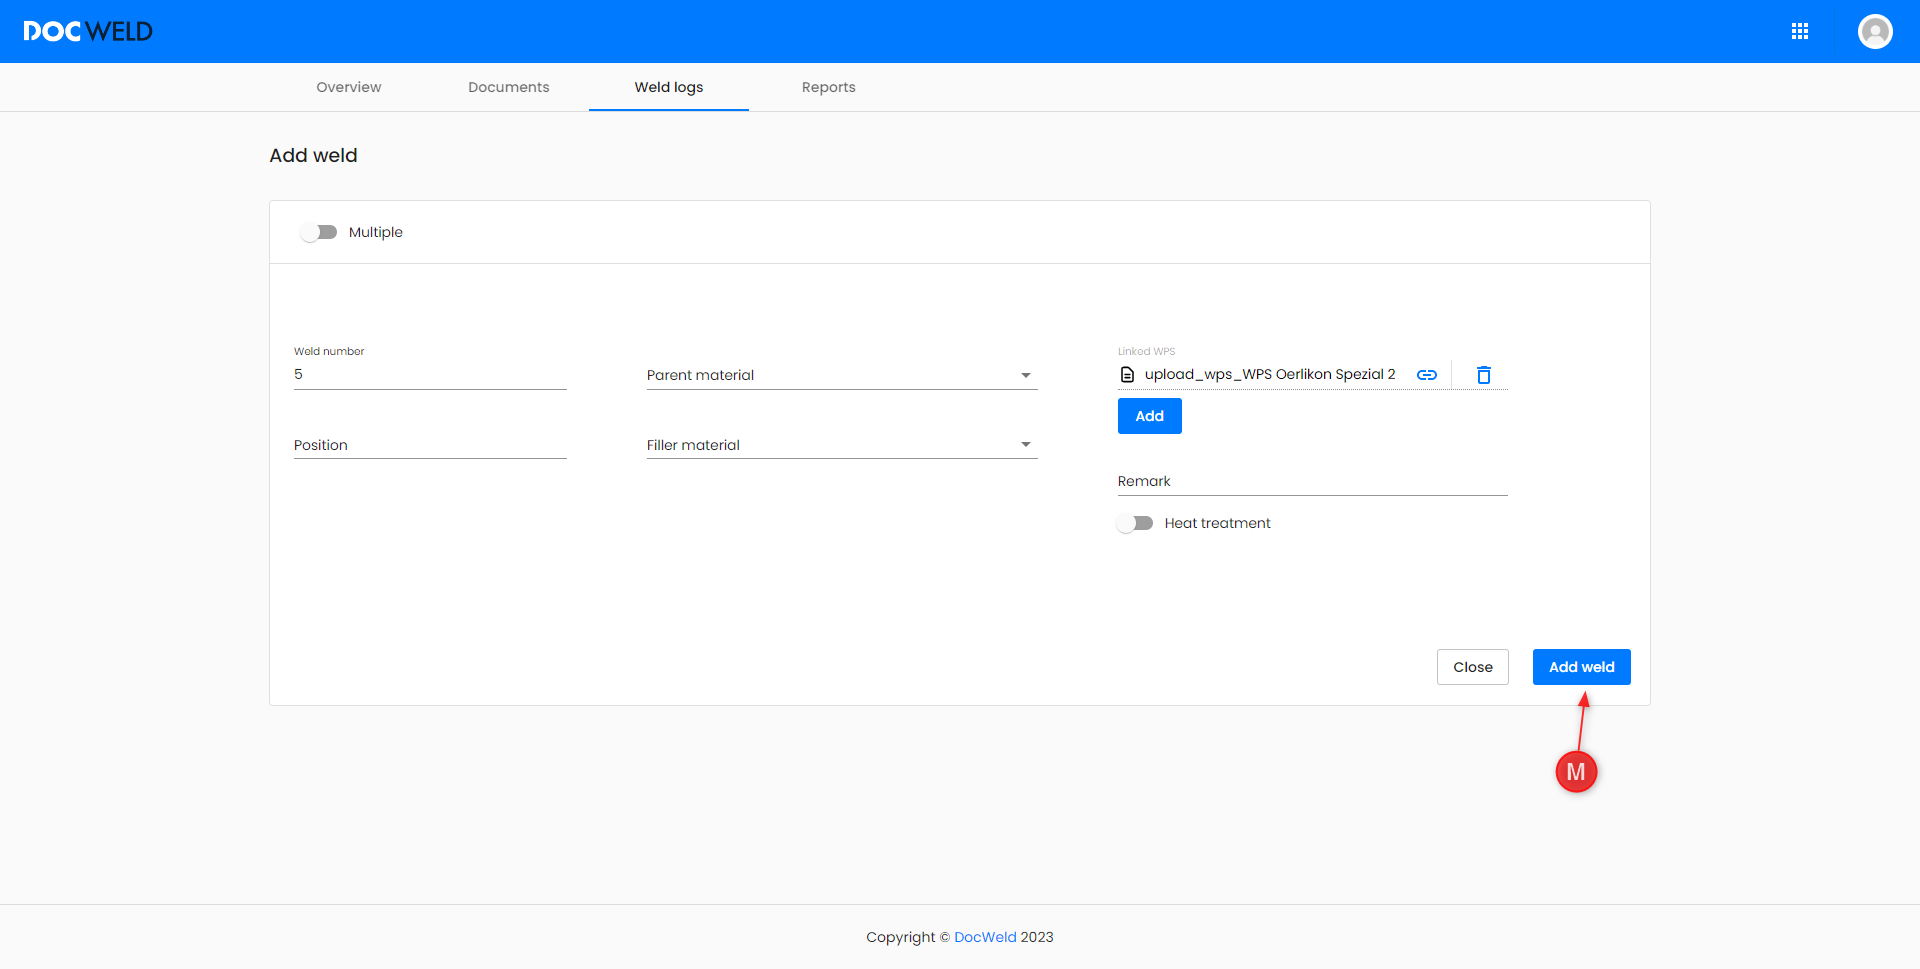 DOCWELD
Overview Documents Weld logs Reports
Add weld
Multiple
Weld number
5
Parent material
Linked WPS
upload_wps_WPS Oerlikon Spezial 2
Add
Position
Filler material
Remark
Heat treatment
Close
Add weld
M
Copyright © DocWeld 2023